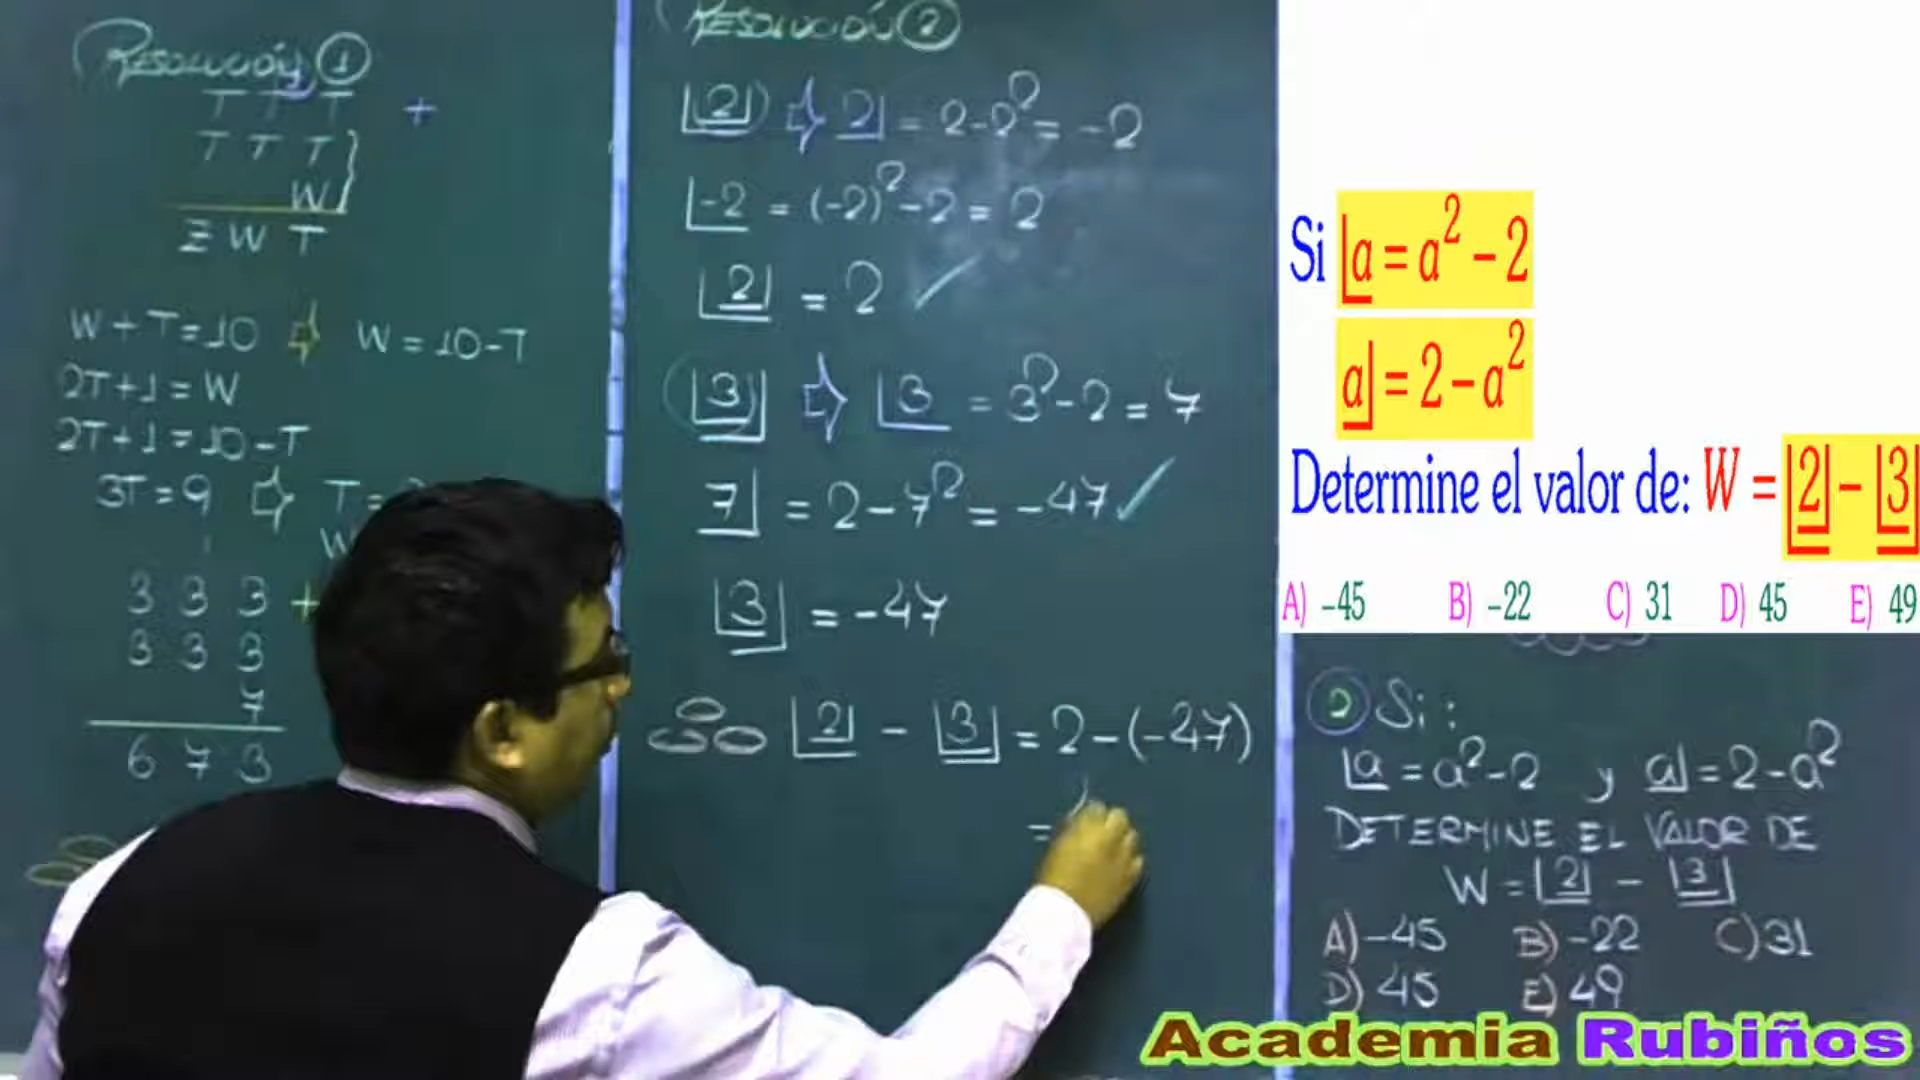 RESOLUCIÓN 1
T T T +
T T T
W
Z W T
W + T = 10 ⇨ W = 10 - T
2T + 1 = W
2T + 1 = 10 - T
3T = 9 ⇨ T =
W
3 3 3 +
3 3 3
7
6 7 3
RESOLUCIÓN 2
⌊2⌋ ⇨ 2⌋ = 2 - 2² = -2
⌊-2 = (-2)² - 2 = 2
⌊2⌋ = 2 ✓
⌊3⌋ ⇨ ⌊3 = 3² - 2 = 7
7⌋ = 2 - 7² = -47 ✓
⌊3⌋ = -47
∴ ⌊2⌋ - ⌊3⌋ = 2 - (-47)
=
Si ⌊a = a² - 2
a⌋ = 2 - a²
Determine el valor de: W = ⌊2⌋ - ⌊3⌋
A) -45 B) -22 C) 31 D) 45 E) 49
2 Si:
⌊a = a² - 2 y a⌋ = 2 - a²
DETERMINE EL VALOR DE
W = ⌊2⌋ - ⌊3⌋
A) -45 B) -22 C) 31
D) 45 E) 49
Academia Rubiños